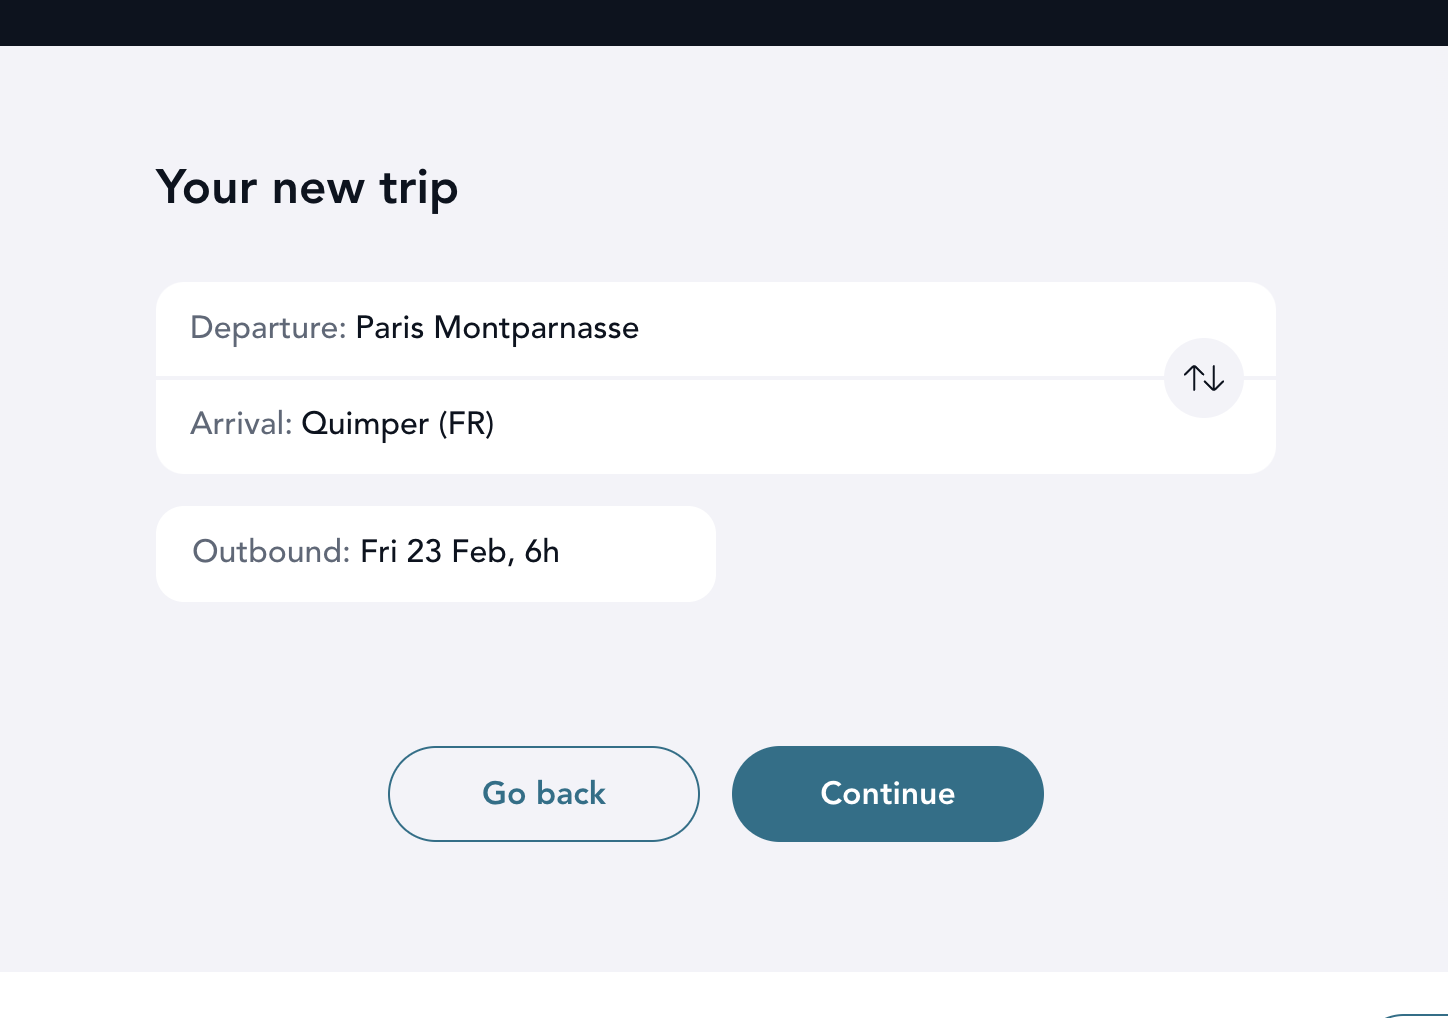 Your new trip
Departure: Paris Montparnasse
Arrival: Quimper (FR)
Outbound: Fri 23 Feb, 6h
Go back
Continue